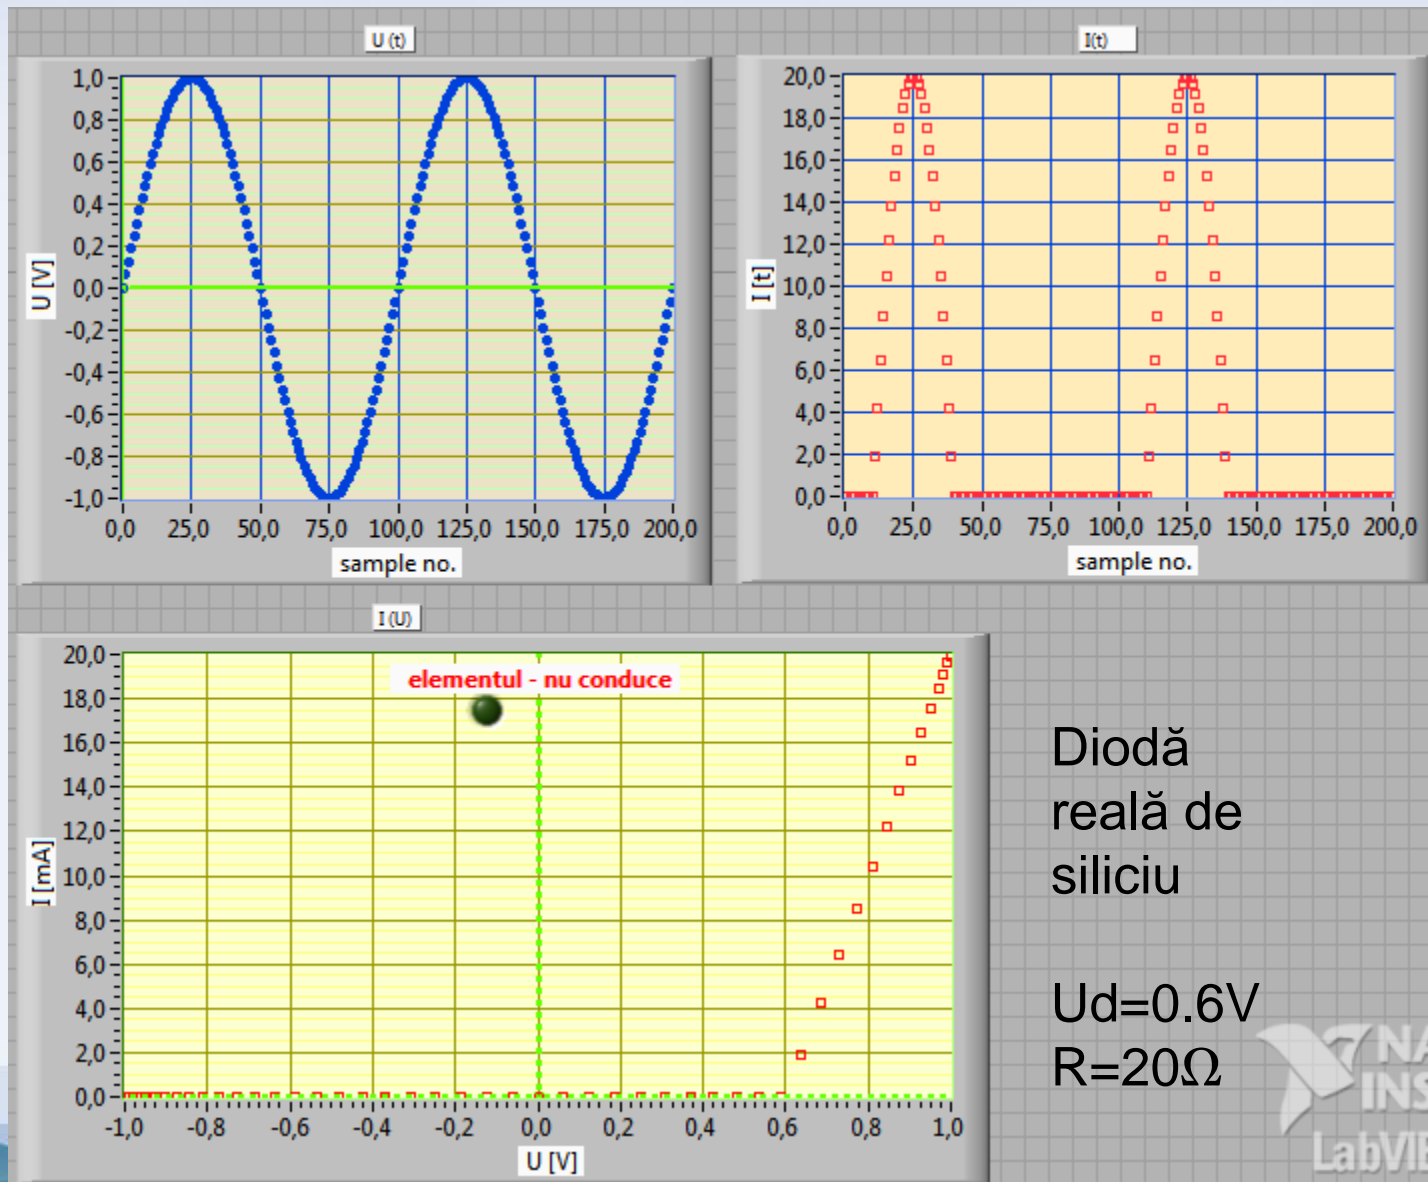 U (t)
1,0
0,8
0,6
0,4
0,2
0,0
-0,2
-0,4
-0,6
-0,8
-1,0
U [V]
0,0 25,0 50,0 75,0 100,0 125,0 150,0 175,0 200,0
sample no.
I(t)
20,0
18,0
16,0
14,0
12,0
10,0
8,0
6,0
4,0
2,0
0,0
I [t]
0,0 25,0 50,0 75,0 100,0 125,0 150,0 175,0 200,0
sample no.
I (U)
elementul - nu conduce
20,0
18,0
16,0
14,0
12,0
10,0
8,0
6,0
4,0
2,0
0,0
I [mA]
-1,0 -0,8 -0,6 -0,4 -0,2 0,0 0,2 0,4 0,6 0,8 1,0
U [V]
Diodă
reală de
siliciu
Ud=0.6V
R=20Ω
NA
INS
LabVIE